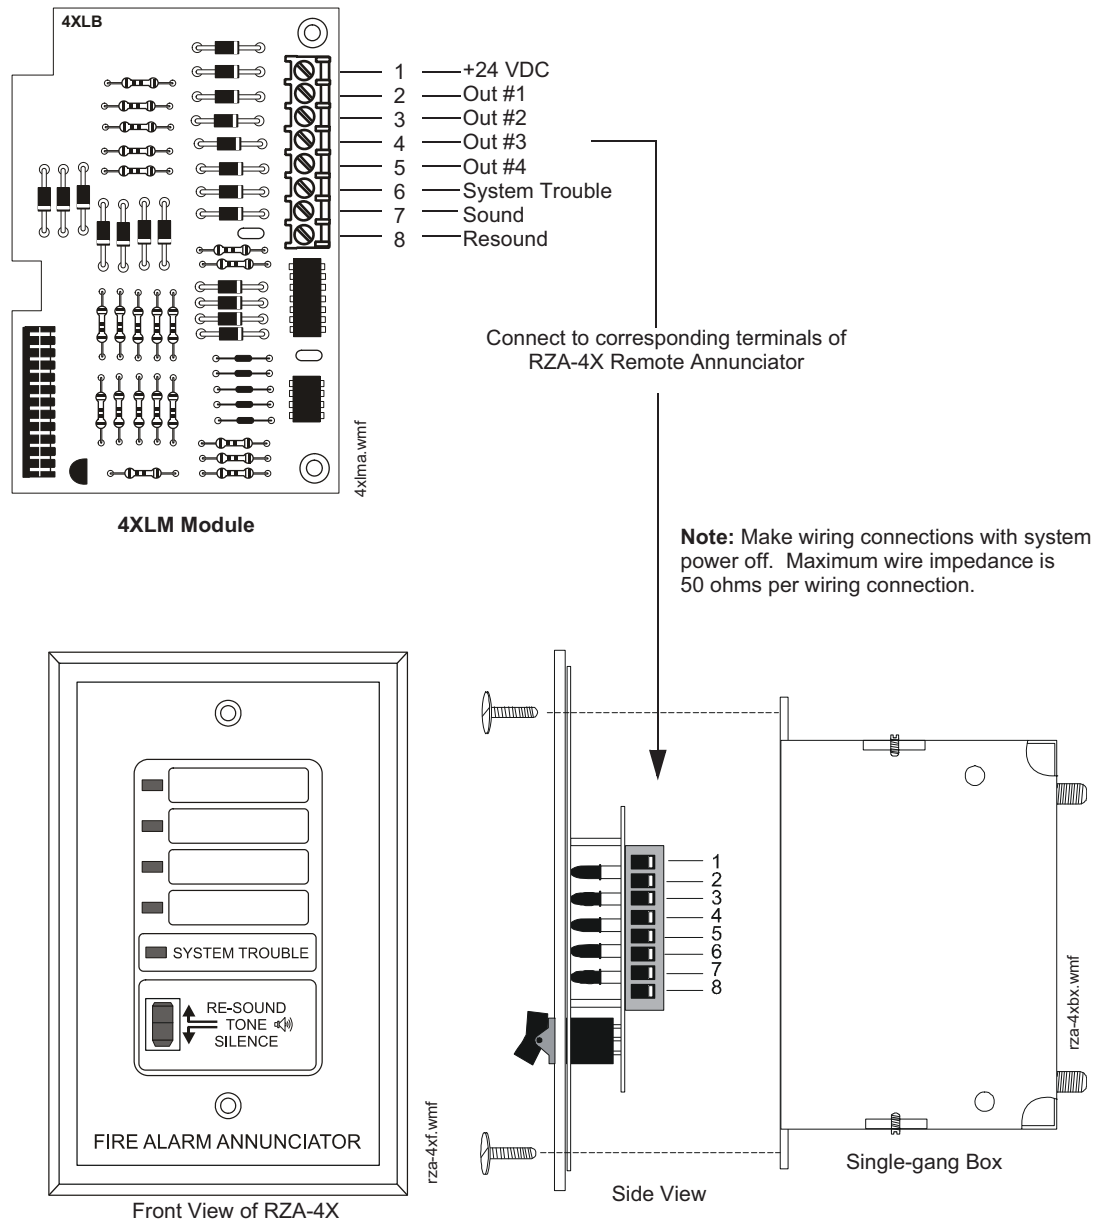 4XLB
1 +24 VDC
2 Out #1
3 Out #2
4 Out #3
5 Out #4
6 System Trouble
7 Sound
8 Resound
Connect to corresponding terminals of
RZA-4X Remote Annunciator
4xlma.wmf
4XLM Module
Note: Make wiring connections with system
power off. Maximum wire impedance is
50 ohms per wiring connection.
SYSTEM TROUBLE
RE-SOUND
TONE
SILENCE
FIRE ALARM ANNUNCIATOR
rza-4xf.wmf
Front View of RZA-4X
1
2
3
4
5
6
7
8
Side View
rza-4xbx.wmf
Single-gang Box